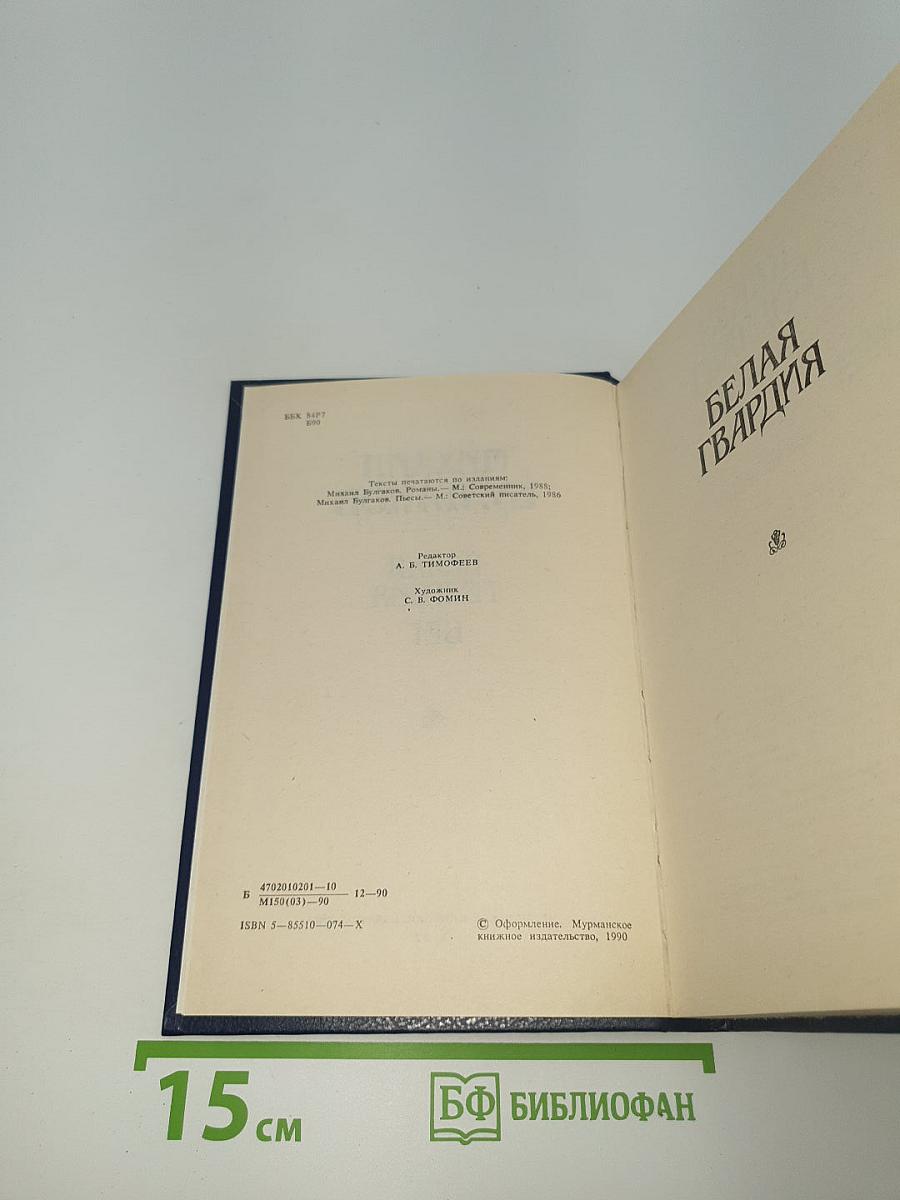 ББК 84Р7
Б90
Тексты печатаются по изданиям:
Михаил Булгаков. Романы.— М.: Современник, 1988;
Михаил Булгаков. Пьесы.— М.: Советский писатель, 1986
Редактор
А. Б. ТИМОФЕЕВ
Художник
С. В. ФОМИН
Б 4702010201—10 12—90
М150(03)—90
ISBN 5—85510—074—X
© Оформление. Мурманское
книжное издательство, 1990
БЕЛАЯ
ГВАРДИЯ
15 см
БФ БИБЛИОФАН